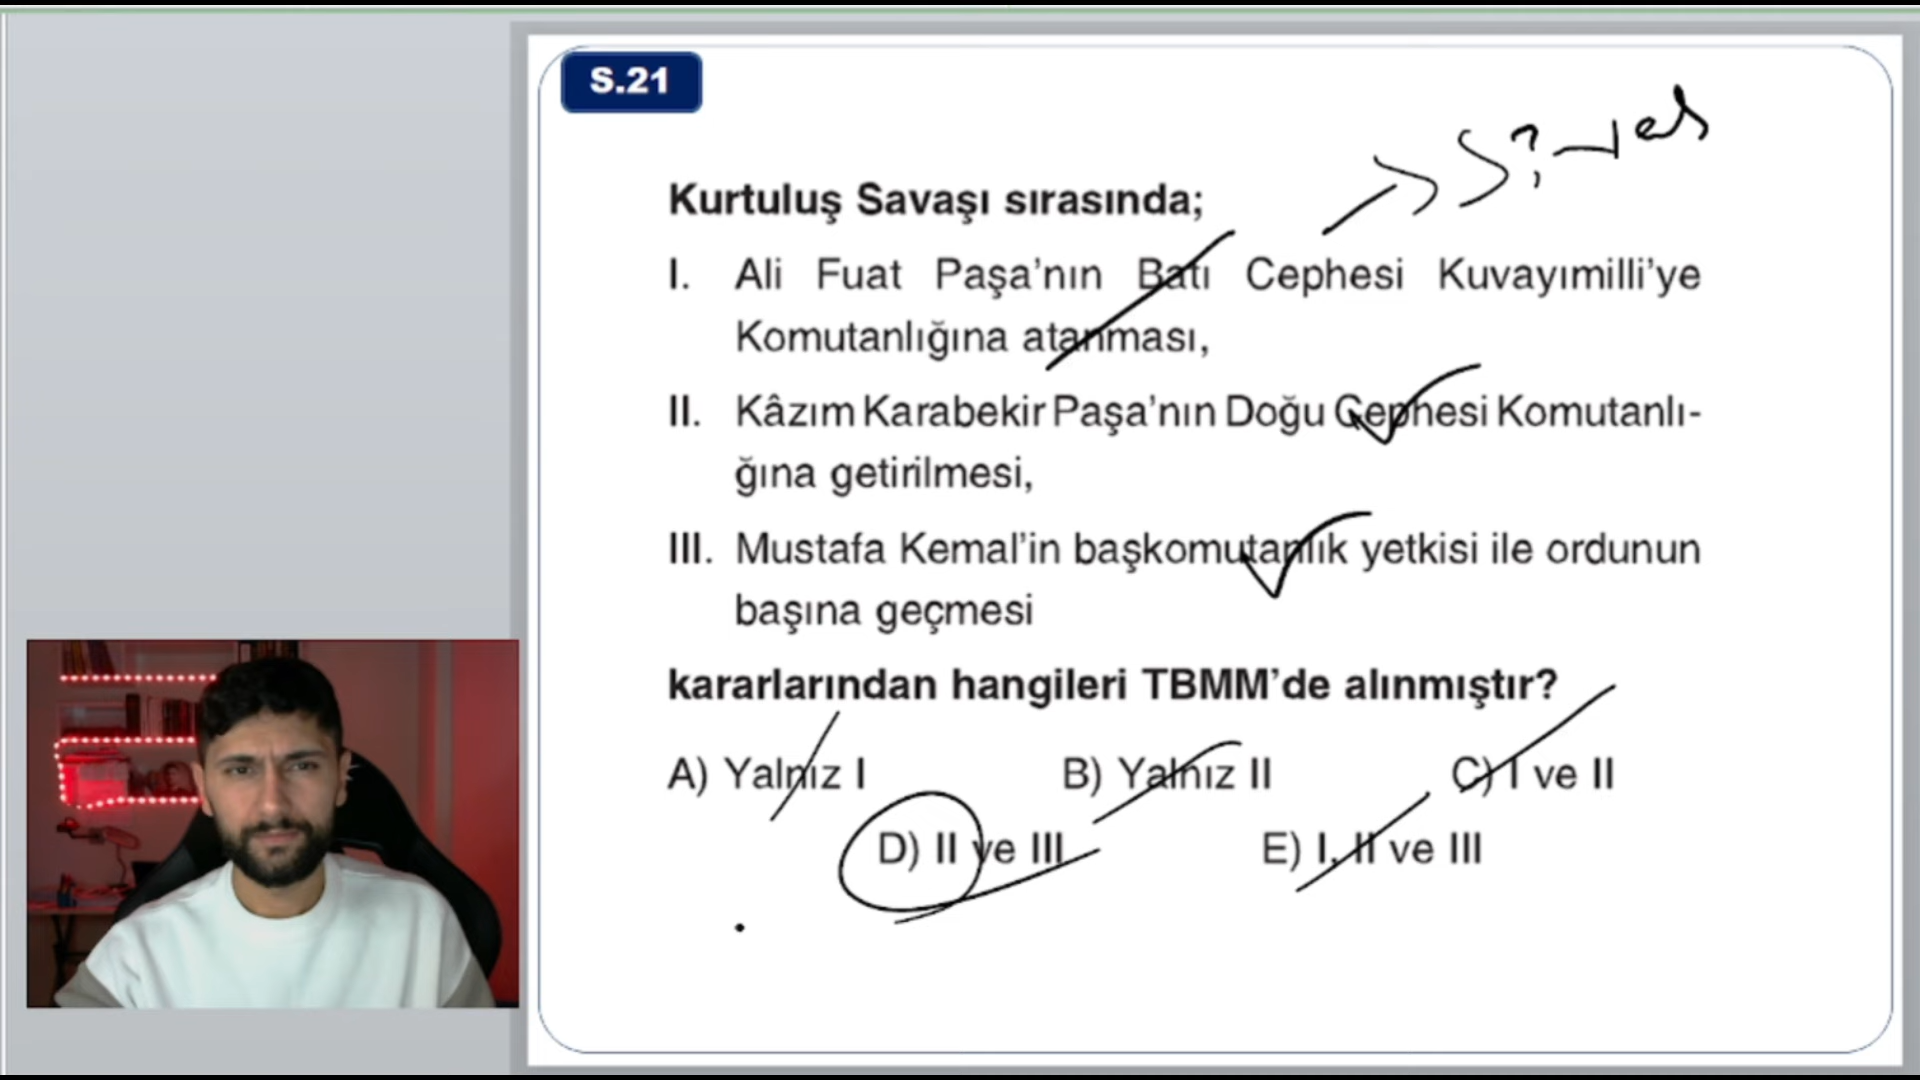 S.21
Sivas
Kurtuluş Savaşı sırasında;
I. Ali Fuat Paşa'nın Batı Cephesi Kuvayımilli'ye
Komutanlığına atanması,
II. Kâzım Karabekir Paşa'nın Doğu Cephesi Komutanlı-
ğına getirilmesi,
III. Mustafa Kemal'in başkomutanlık yetkisi ile ordunun
başına geçmesi
kararlarından hangileri TBMM'de alınmıştır?
A) Yalnız I B) Yalnız II C) I ve II
D) II ve III E) I, II ve III